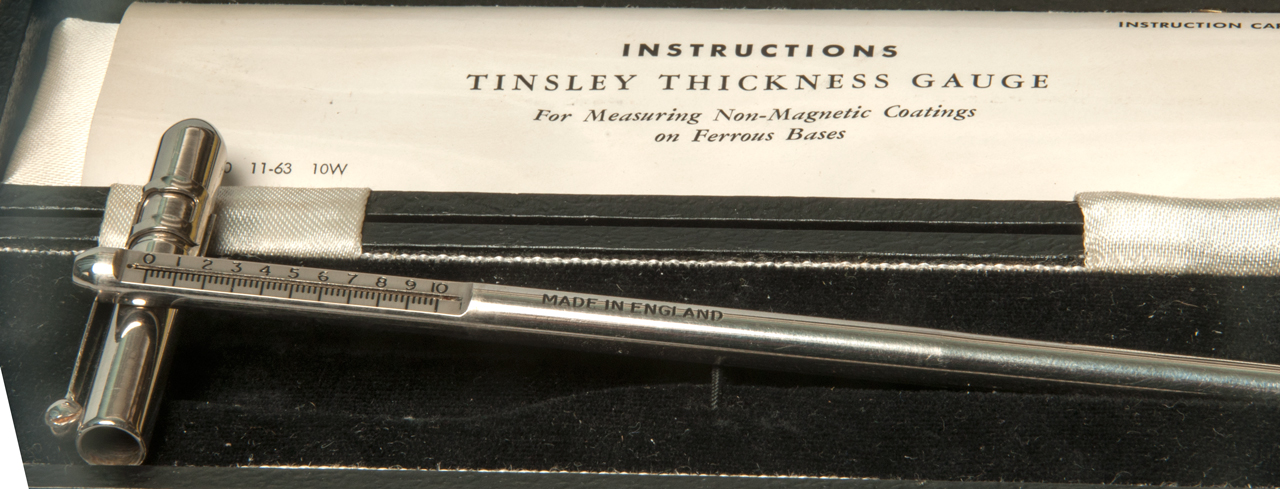 INSTRUCTION
INSTRUCTIONS
TINSLEY THICKNESS GAUGE
For Measuring Non-Magnetic Coatings
on Ferrous Bases
11-63 10W
0 1 2 3 4 5 6 7 8 9 10
MADE IN ENGLAND